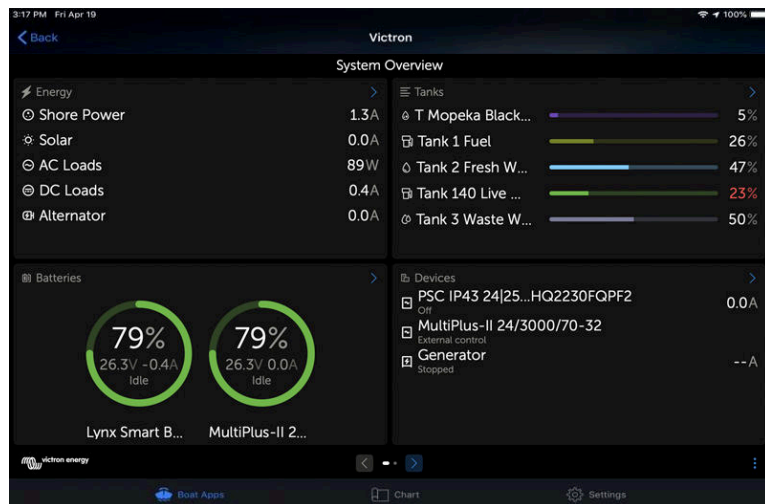 3:17 PM Fri Apr 19
100%
Back
Victron
System Overview
Energy
Shore Power 1.3A
Solar 0.0A
AC Loads 89W
DC Loads 0.4A
Alternator 0.0A
Tanks
T Mopeka Black... 5%
Tank 1 Fuel 26%
Tank 2 Fresh W... 47%
Tank 140 Live ... 23%
Tank 3 Waste W... 50%
Batteries
79%
26.3V -0.4A
Idle
Lynx Smart B...
79%
26.3V 0.0A
Idle
MultiPlus-II 2...
Devices
PSC IP43 24|25...HQ2230FQPF2 0.0A
Off
MultiPlus-II 24/3000/70-32
External control
Generator --A
Stopped
victron energy
Boat Apps
Chart
Settings